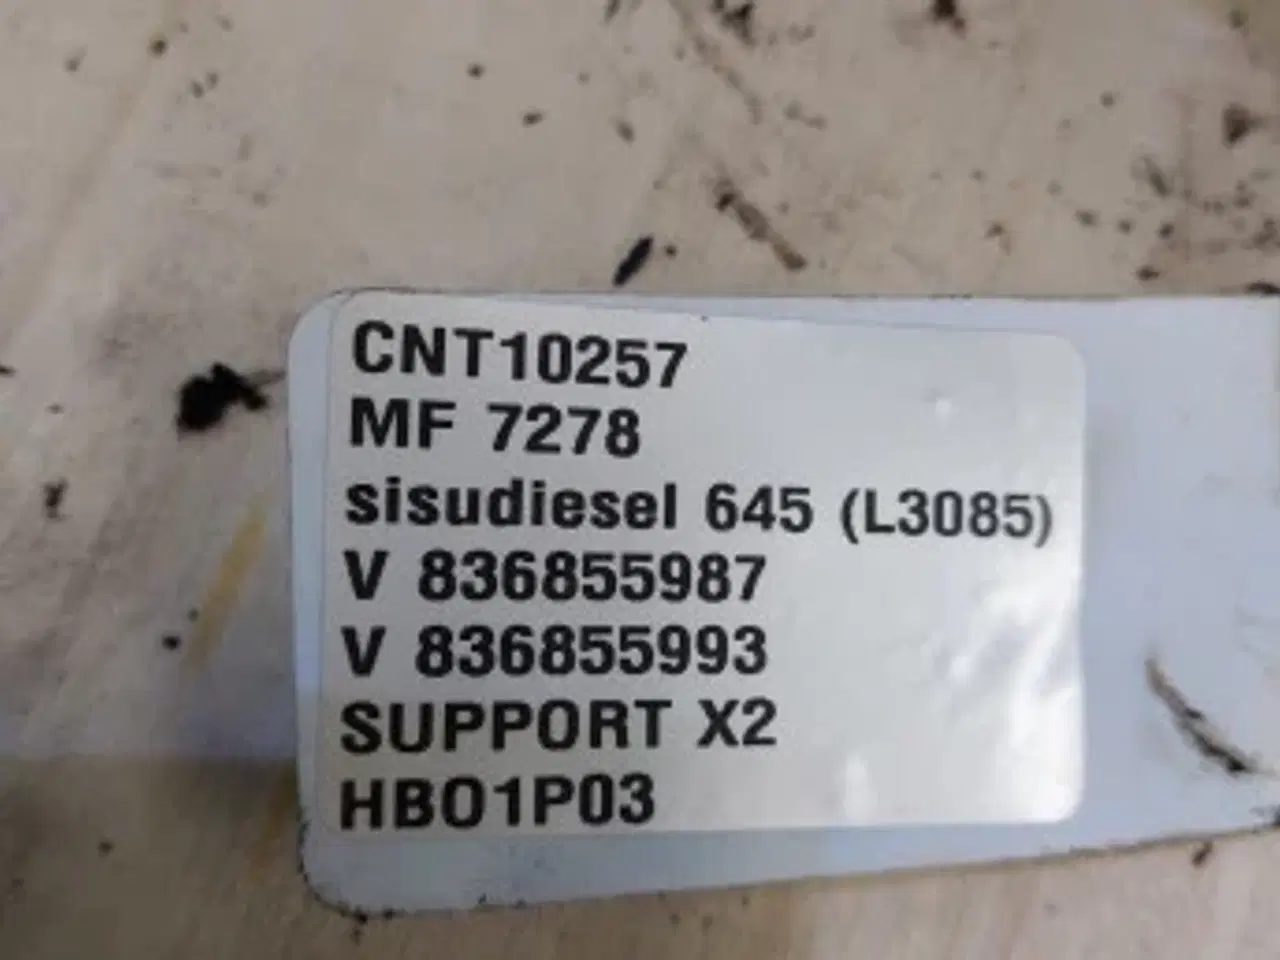 CNT10257
MF 7278
sisudiesel 645 (L3085)
V 836855987
V 836855993
SUPPORT X2
HBO1P03